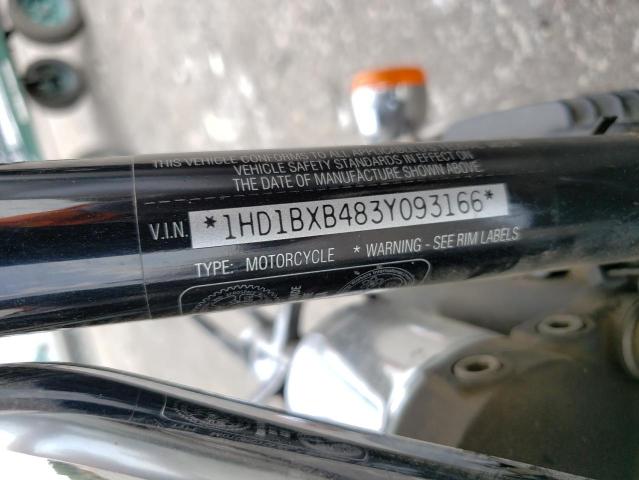 THIS VEHICLE CONFORMS TO ALL APPLICABLE U.S.
VEHICLE SAFETY STANDARDS IN EFFECT ON
THE DATE OF MANUFACTURE SHOWN ABOVE
V.I.N. *1HD1BXB483Y093166*
TYPE: MOTORCYCLE * WARNING - SEE RIM LABELS